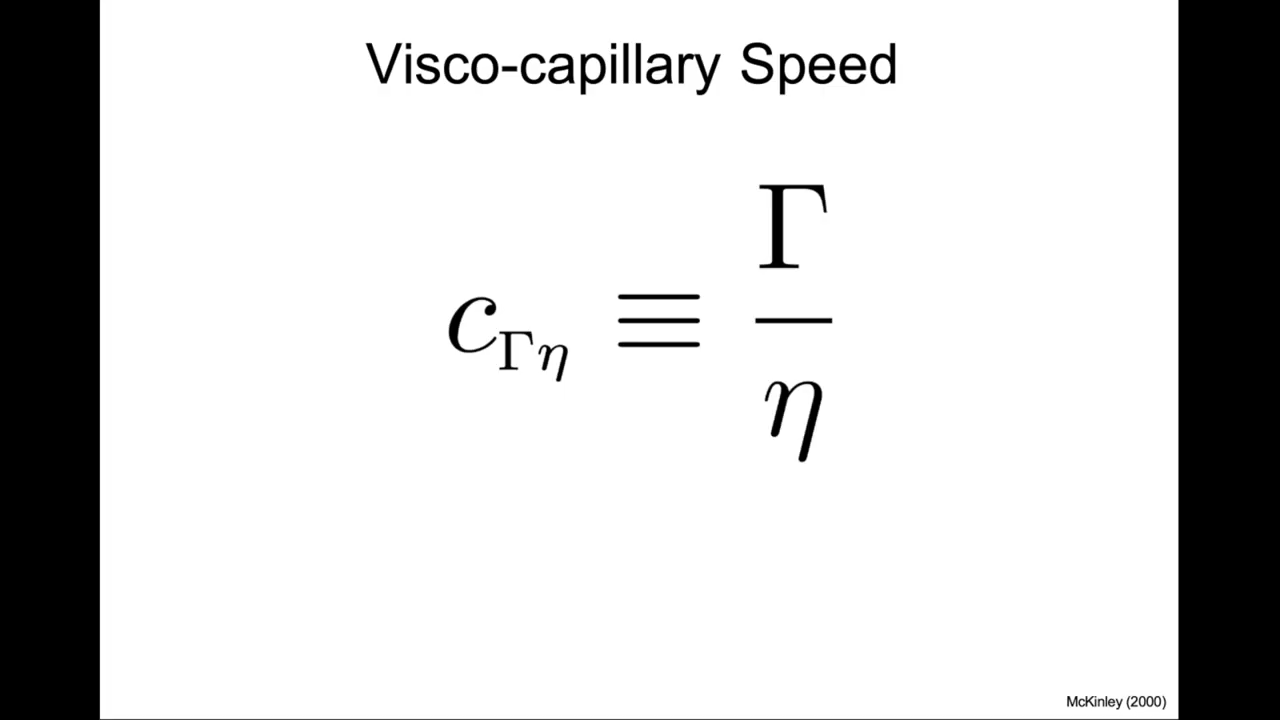 Visco-capillary Speed
c_{Γη} ≡ Γ/η
McKinley (2000)